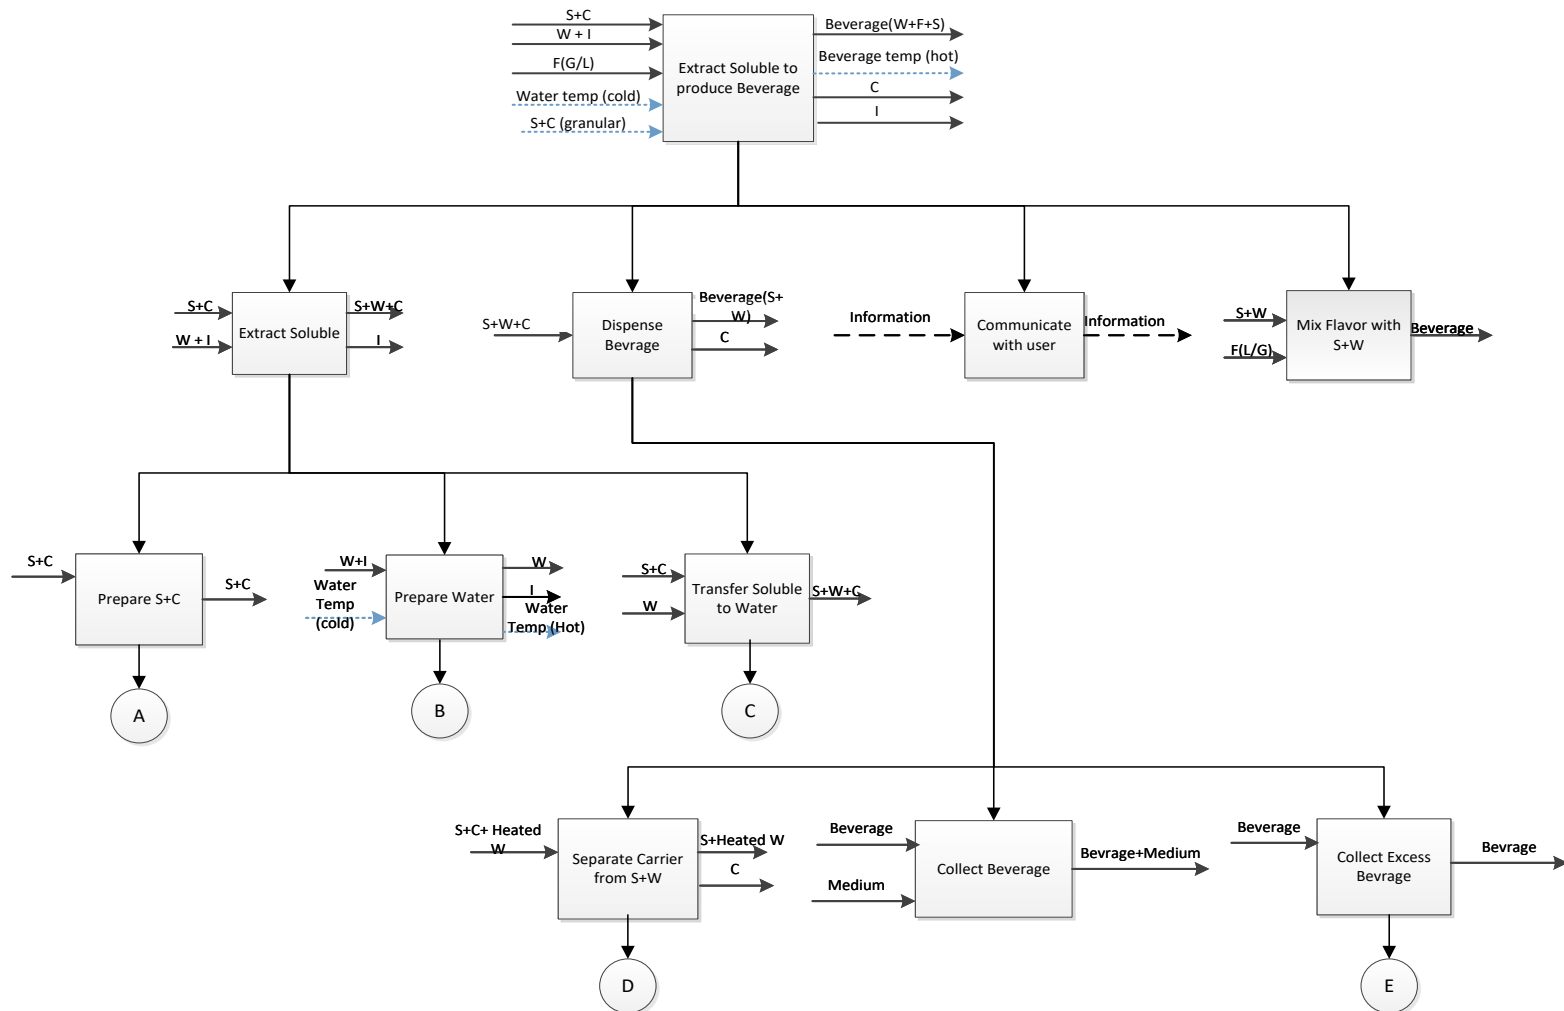 S+C
W + I
F(G/L)
Water temp (cold)
S+C (granular)
Extract Soluble to
produce Beverage
Beverage(W+F+S)
Beverage temp (hot)
C
I
S+C
W + I
Extract Soluble
S+W+C
I
S+W+C
Dispense
Bevrage
Beverage(S+
W)
C
Information
Communicate
with user
Information
S+W
F(L/G)
Mix Flavor with
S+W
Beverage
S+C
Prepare S+C
S+C
W+I
Water
Temp
(cold)
Prepare Water
W
I
Water
Temp (Hot)
S+C
W
Transfer Soluble
to Water
S+W+C
A
B
C
S+C+ Heated
W
Separate Carrier
from S+W
S+Heated W
C
Beverage
Medium
Collect Beverage
Bevrage+Medium
Beverage
Collect Excess
Bevrage
Bevrage
D
E